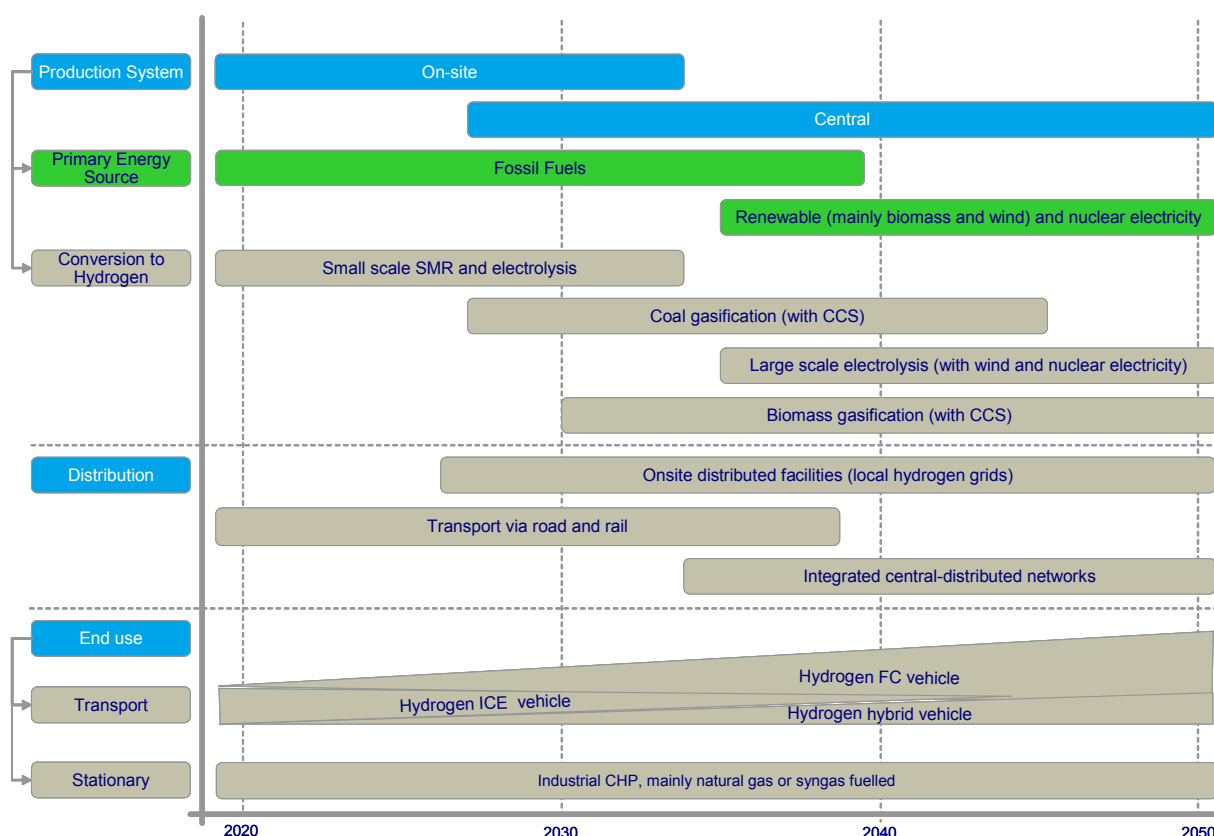 Production System
On-site
Central
Primary Energy
Source
Fossil Fuels
Renewable (mainly biomass and wind) and nuclear electricity
Conversion to
Hydrogen
Small scale SMR and electrolysis
Coal gasification (with CCS)
Large scale electrolysis (with wind and nuclear electricity)
Biomass gasification (with CCS)
Distribution
Onsite distributed facilities (local hydrogen grids)
Transport via road and rail
Integrated central-distributed networks
End use
Hydrogen FC vehicle
Transport
Hydrogen ICE vehicle
Hydrogen hybrid vehicle
Stationary
Industrial CHP, mainly natural gas or syngas fuelled
2020 2030 2040 2050